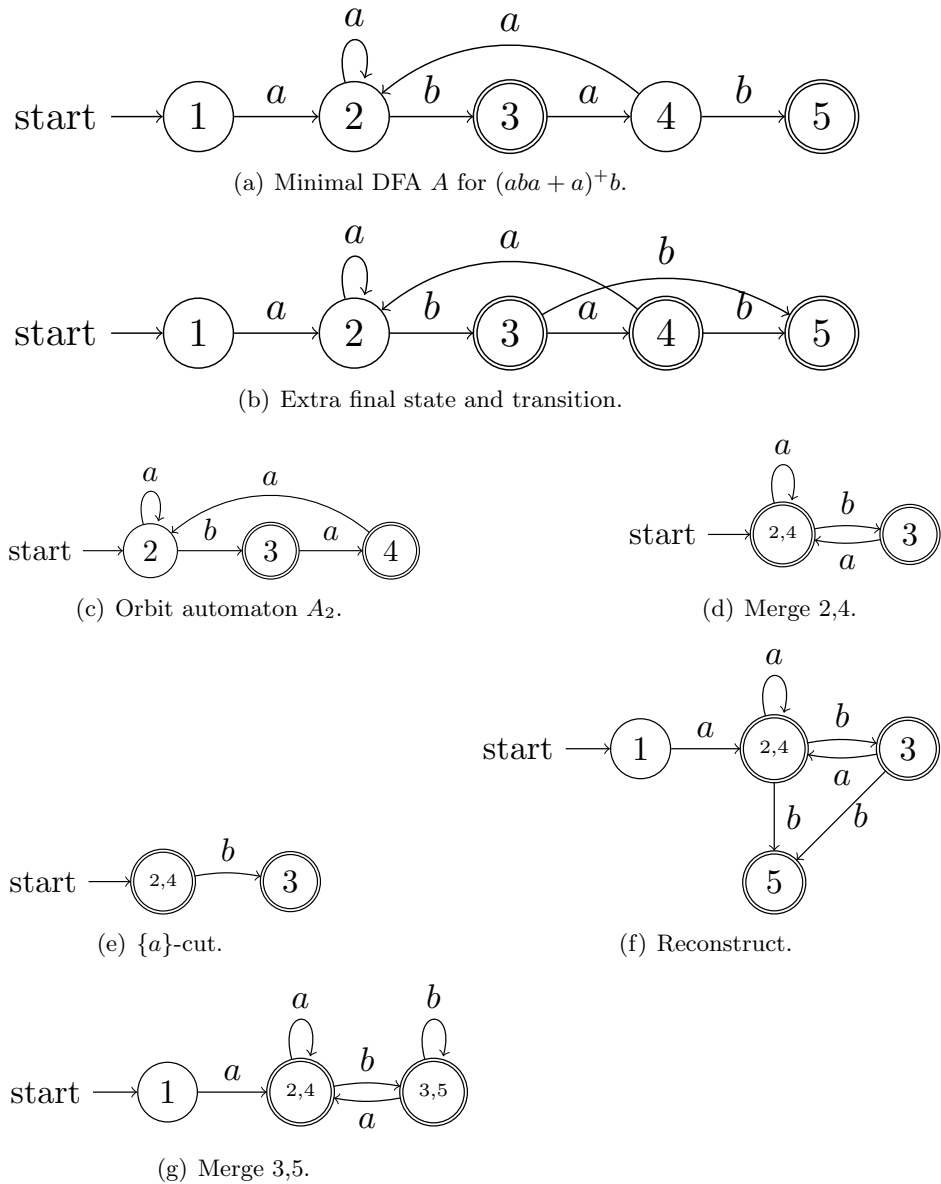 a
a
start 1 a 2 b 3 a 4 b 5
(a) Minimal DFA A for (aba + a)⁺b.
a
a
b
start 1 a 2 b 3 a 4 b 5
(b) Extra final state and transition.
a
a
start 2 b 3 a 4
(c) Orbit automaton A₂.
a
start 2,4 b 3
a
(d) Merge 2,4.
start 2,4 b 3
(e) {a}-cut.
a
start 1 a 2,4 b 3
a
b
b
5
(f) Reconstruct.
a
b
start 1 a 2,4 b 3,5
a
(g) Merge 3,5.